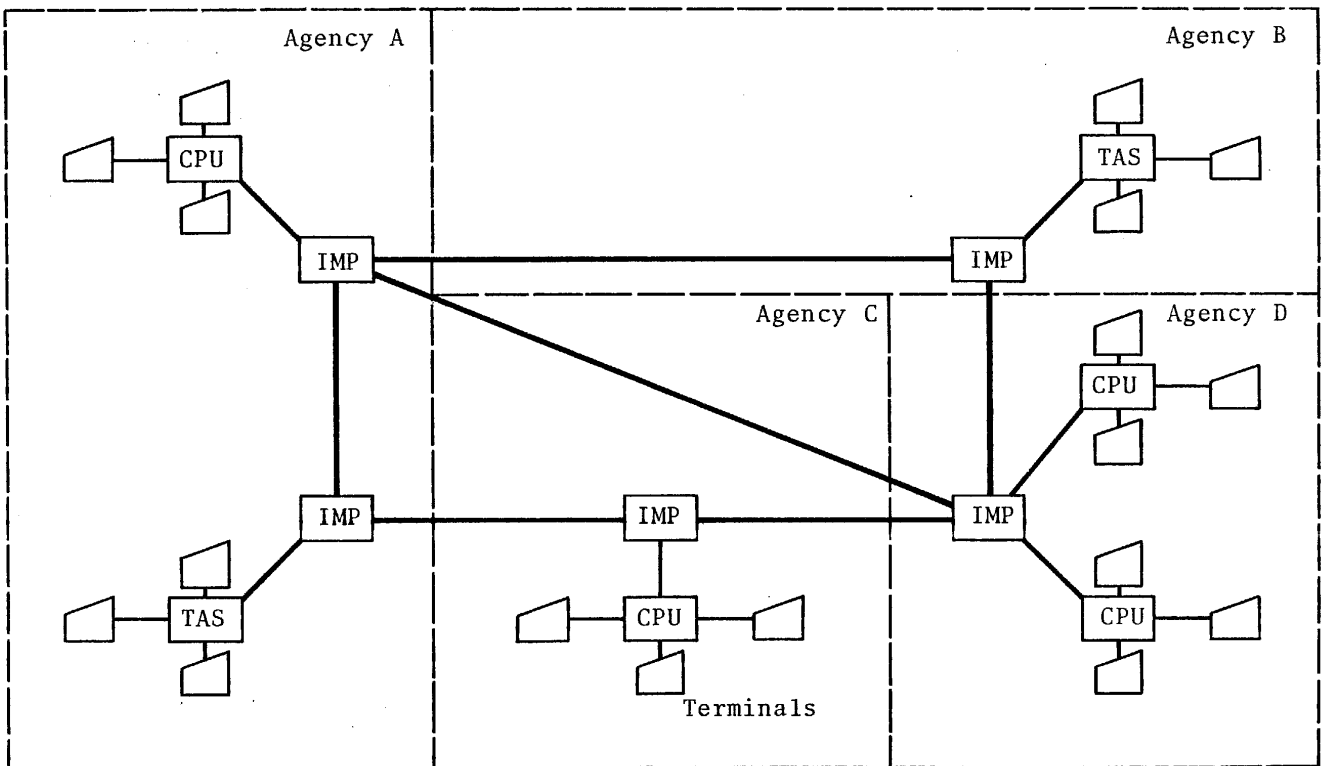 Agency A
Agency B
CPU
TAS
IMP
IMP
Agency C
Agency D
CPU
IMP
IMP
IMP
TAS
CPU
CPU
Terminals